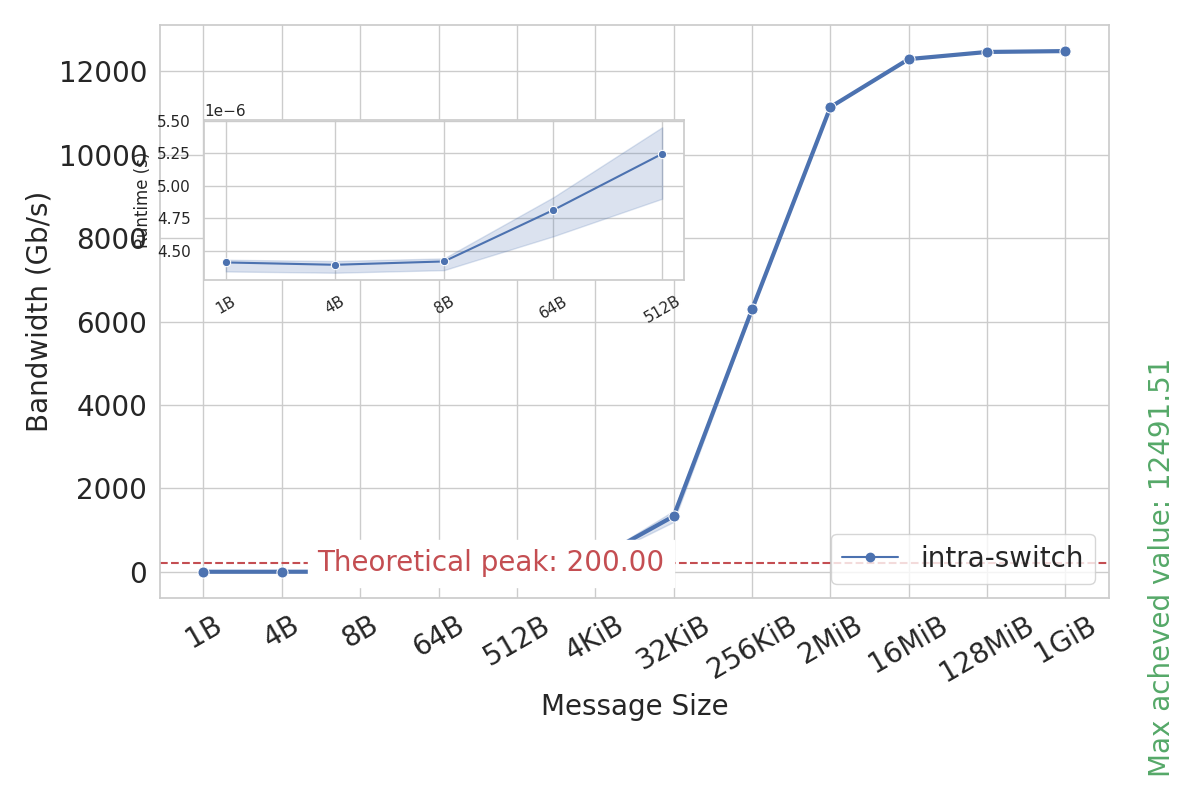 Bandwidth (Gb/s)
12000
10000
8000
6000
4000
2000
0
1e−6
Runtime (s)
5.50
5.25
5.00
4.75
4.50
1B
4B
8B
64B
512B
Theoretical peak: 200.00
intra-switch
1B
4B
8B
64B
512B
4KiB
32KiB
256KiB
2MiB
16MiB
128MiB
1GiB
Message Size
Max acheved value: 12491.51